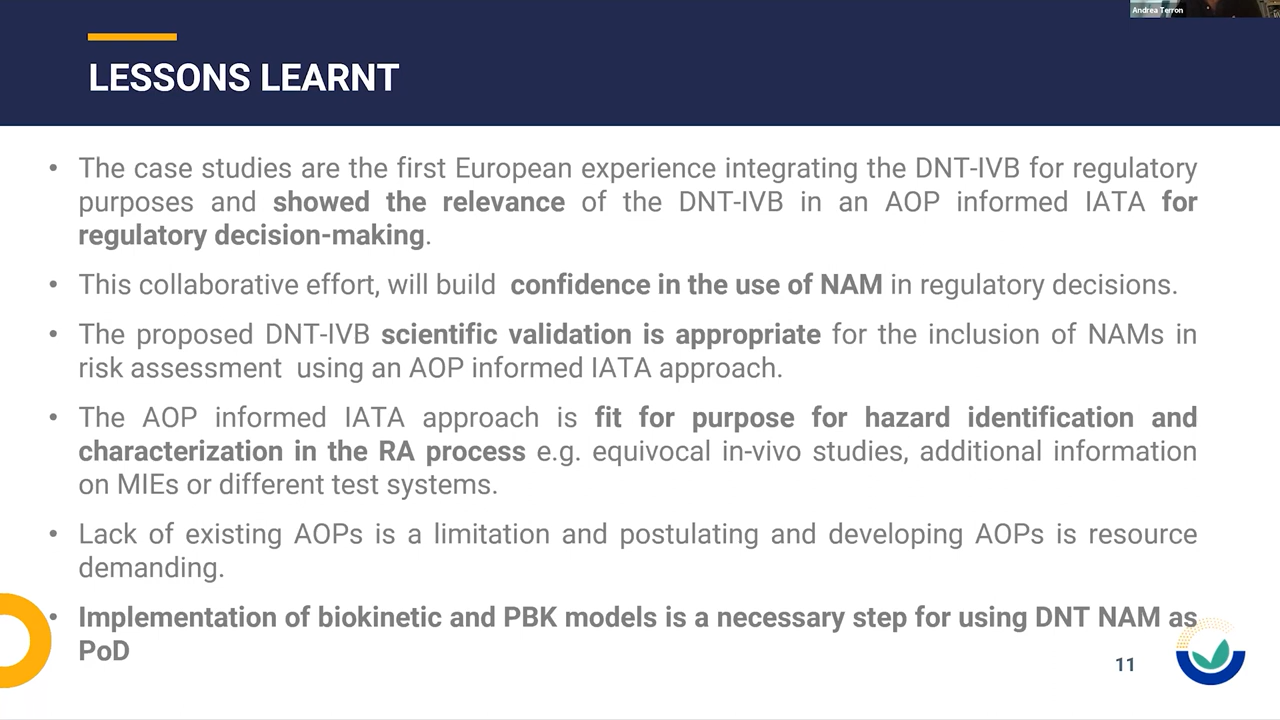 Andrea Terron
LESSONS LEARNT
• The case studies are the first European experience integrating the DNT-IVB for regulatory
purposes and showed the relevance of the DNT-IVB in an AOP informed IATA for
regulatory decision-making.
• This collaborative effort, will build confidence in the use of NAM in regulatory decisions.
• The proposed DNT-IVB scientific validation is appropriate for the inclusion of NAMs in
risk assessment using an AOP informed IATA approach.
• The AOP informed IATA approach is fit for purpose for hazard identification and
characterization in the RA process e.g. equivocal in-vivo studies, additional information
on MIEs or different test systems.
• Lack of existing AOPs is a limitation and postulating and developing AOPs is resource
demanding.
• Implementation of biokinetic and PBK models is a necessary step for using DNT NAM as
PoD
11